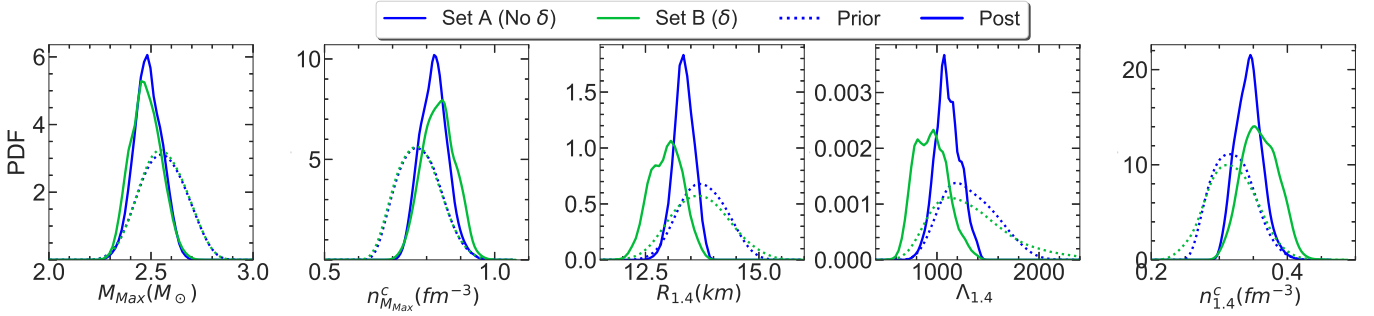 Set A (No δ) Set B (δ) Prior Post
PDF
6
4
2
2.0 2.5 3.0
M_Max(M_⊙)
10
5
0.5 1.0
n^c_{M_Max}(fm^−3)
1.5
1.0
0.5
0.0
12.5 15.0
R_1.4(km)
0.003
0.002
0.001
0.000
1000 2000
Λ_1.4
20
10
0
0.2 0.4
n^c_1.4(fm^−3)